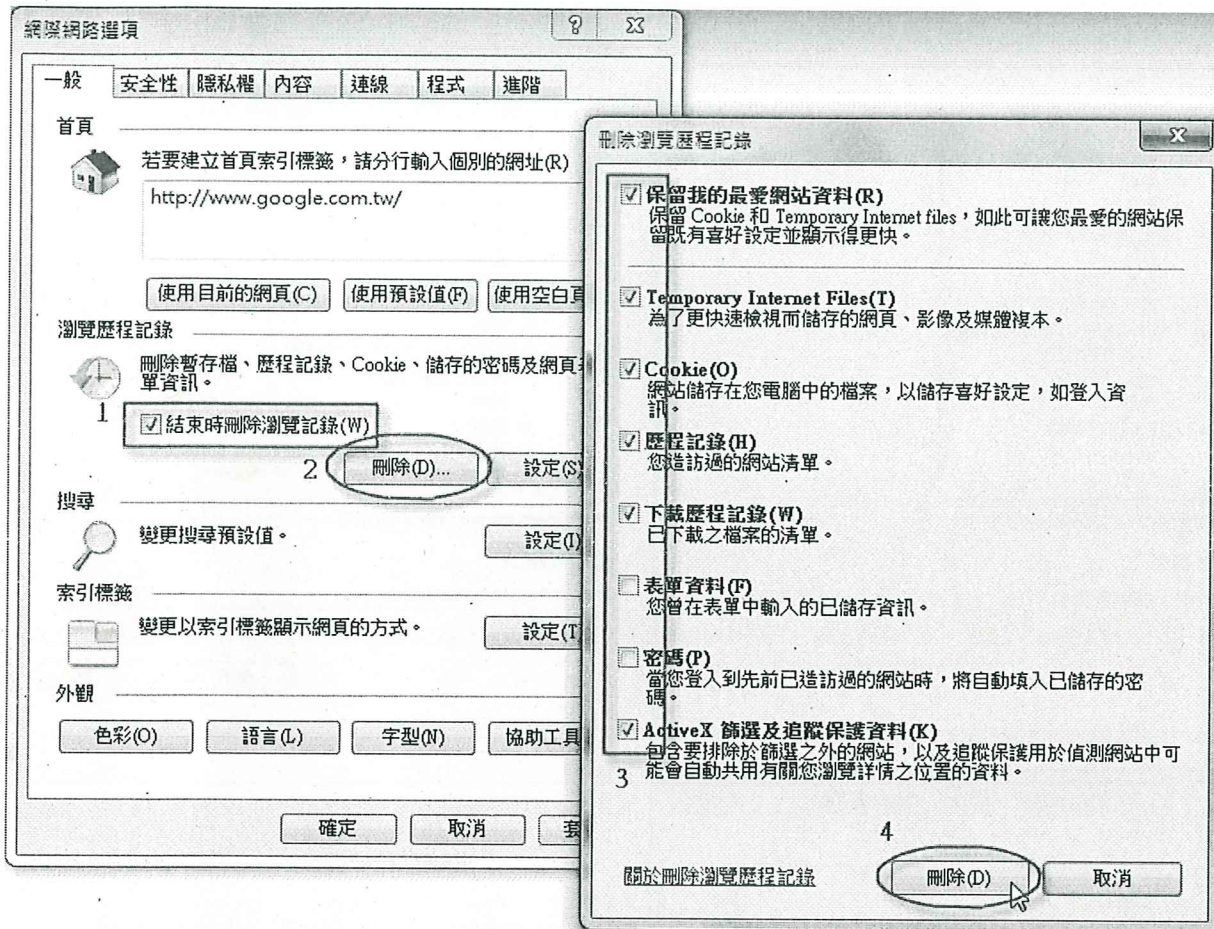 網際網路選項
一般 安全性 隱私權 內容 連線 程式 進階
首頁
若要建立首頁索引標籤，請分行輸入個別的網址(R)
http://www.google.com.tw/
使用目前的網頁(C) 使用預設值(F) 使用空白頁
瀏覽歷程記錄
刪除暫存檔、歷程記錄、Cookie、儲存的密碼及網頁
單資訊。
1
結束時刪除瀏覽記錄(W)
2
刪除(D)... 設定(S)
搜尋
變更搜尋預設值。
設定(I)
索引標籤
變更以索引標籤顯示網頁的方式。
設定(T
外觀
色彩(O) 語言(L) 字型(N) 協助工具
確定 取消 套
刪除瀏覽歷程記錄
保留我的最愛網站資料(R)
保留 Cookie 和 Temporary Internet files，如此可讓您最愛的網站保
留既有喜好設定並顯示得更快。
Temporary Internet Files(T)
為了更快速檢視而儲存的網頁、影像及媒體複本。
Cookie(O)
網站儲存在您電腦中的檔案，以儲存喜好設定，如登入資
訊。
歷程記錄(H)
您造訪過的網站清單。
下載歷程記錄(W)
已下載之檔案的清單。
表單資料(F)
您曾在表單中輸入的已儲存資訊。
密碼(P)
當您登入到先前已造訪過的網站時，將自動填入已儲存的密
碼。
ActiveX 篩選及追蹤保護資料(K)
包含要排除於篩選之外的網站，以及追蹤保護用於偵測網站中可
能會自動共用有關您瀏覽詳情之位置的資料。
3
4
關於刪除瀏覽歷程記錄
刪除(D) 取消